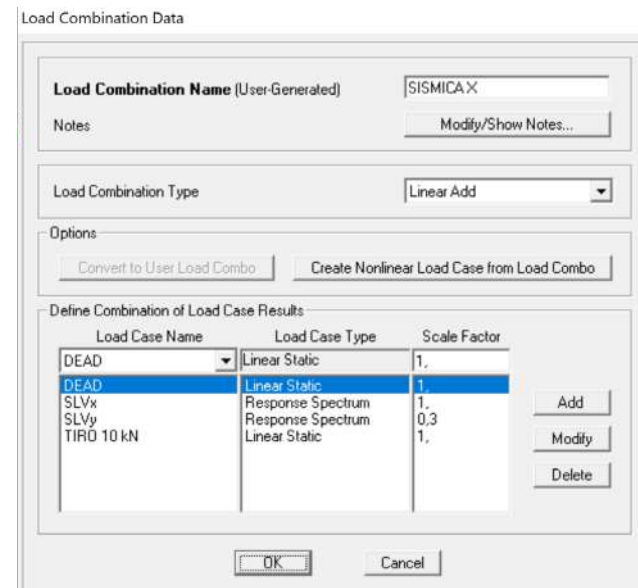 Load Combination Data
Load Combination Name (User-Generated) SISMICA X
Notes Modify/Show Notes...
Load Combination Type Linear Add
Options
Convert to User Load Combo Create Nonlinear Load Case from Load Combo
Define Combination of Load Case Results
Load Case Name Load Case Type Scale Factor
DEAD Linear Static 1,
DEAD Linear Static 1,
SLVx Response Spectrum 1,
SLVy Response Spectrum 0,3
TIRO 10 kN Linear Static 1,
Add
Modify
Delete
OK Cancel